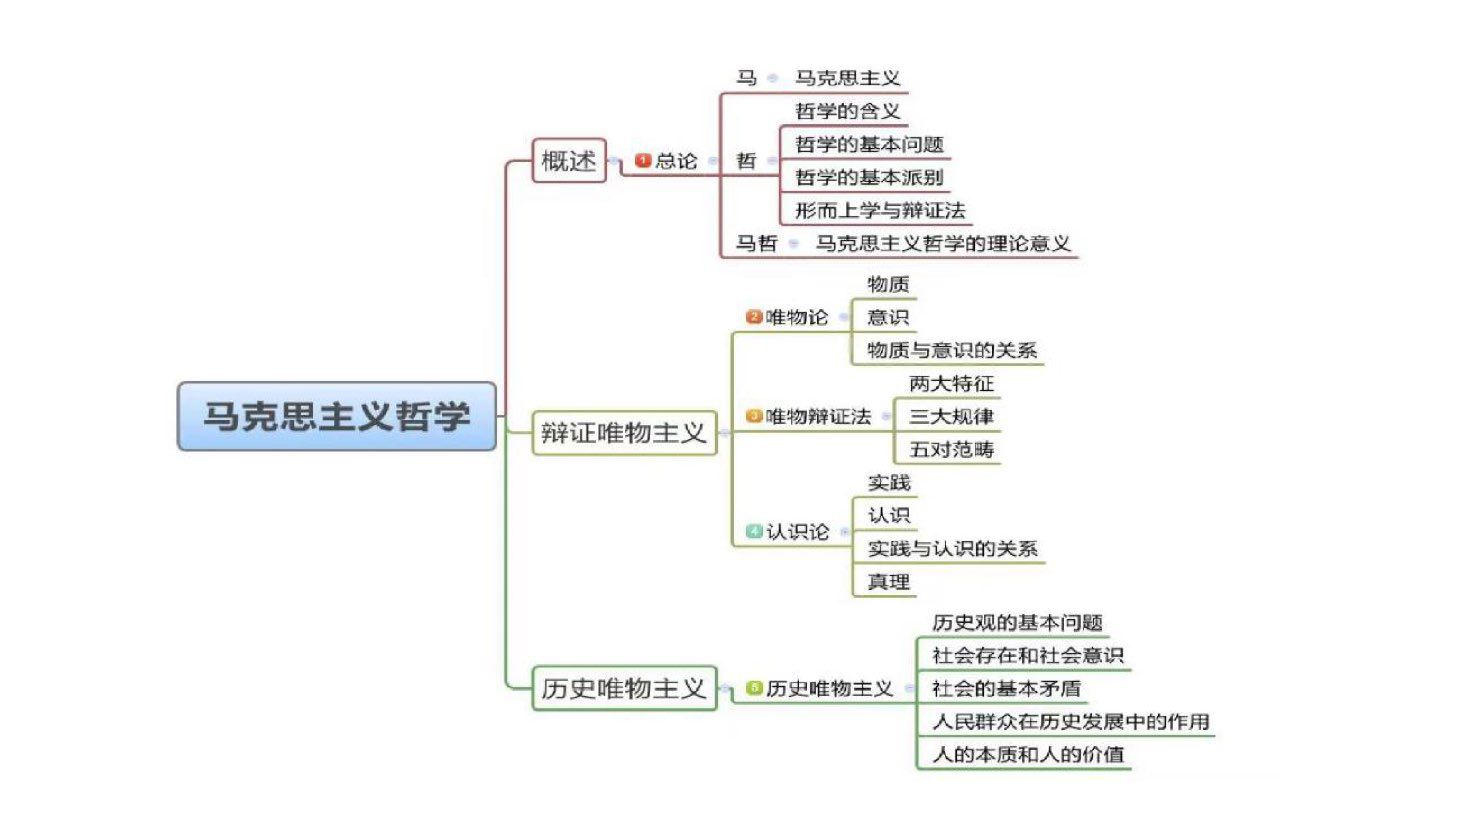 马克思主义哲学
概述
1 总论
马
马克思主义
哲
哲学的含义
哲学的基本问题
哲学的基本派别
形而上学与辩证法
马哲
马克思主义哲学的理论意义
辩证唯物主义
2 唯物论
物质
意识
物质与意识的关系
3 唯物辩证法
两大特征
三大规律
五对范畴
4 认识论
实践
认识
实践与认识的关系
真理
历史唯物主义
5 历史唯物主义
历史观的基本问题
社会存在和社会意识
社会的基本矛盾
人民群众在历史发展中的作用
人的本质和人的价值